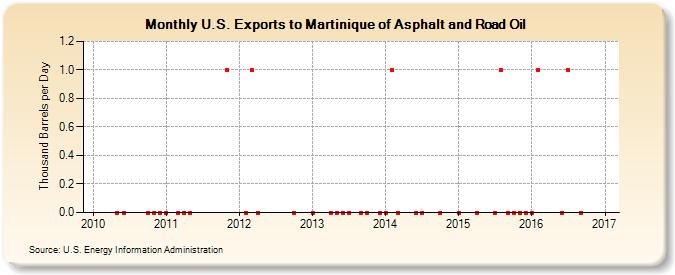 Monthly U.S. Exports to Martinique of Asphalt and Road Oil
Thousand Barrels per Day
1.2
1.0
0.8
0.6
0.4
0.2
0.0
2010 2011 2012 2013 2014 2015 2016 2017
Source: U.S. Energy Information Administration